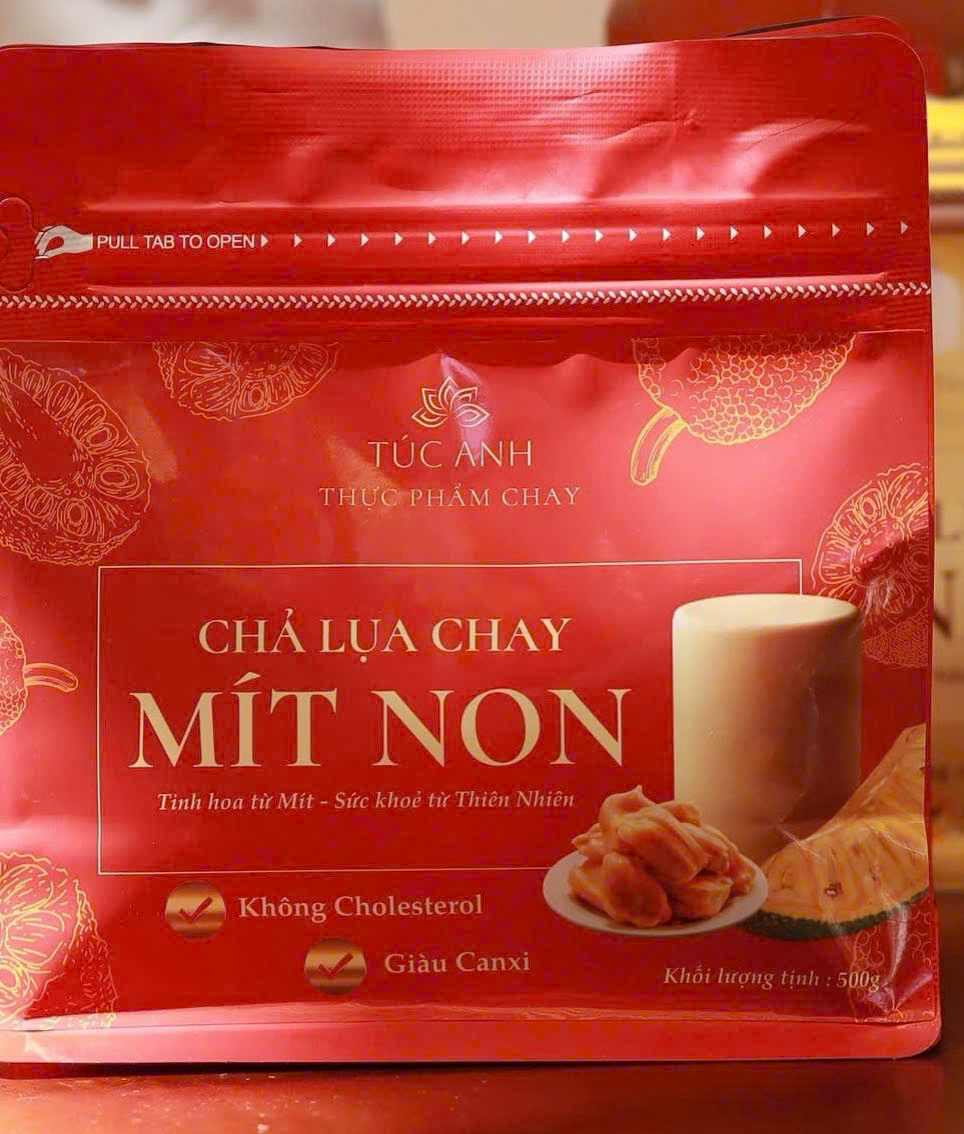 PULL TAB TO OPEN
TÚC ANH
THỰC PHẨM CHAY
CHẢ LỤA CHAY
MÍT NON
Tinh hoa từ Mít - Sức khoẻ từ Thiên Nhiên
Không Cholesterol
Giàu Canxi
Khối lượng tịnh : 500g